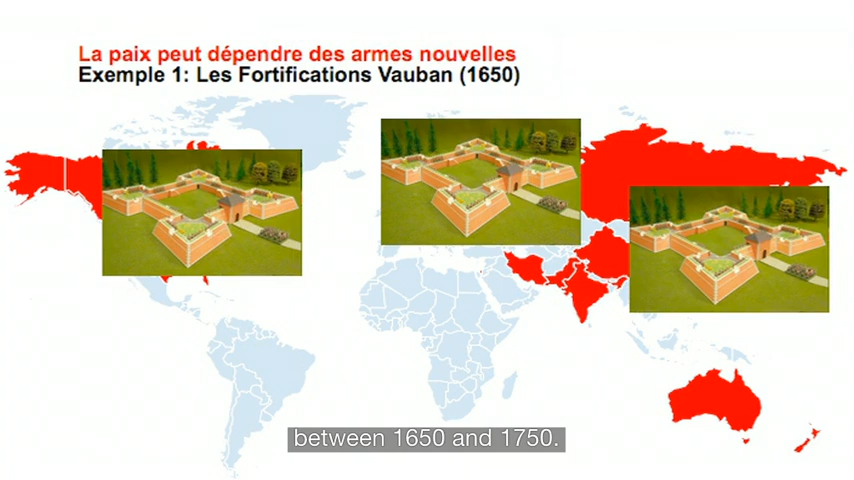 La paix peut dépendre des armes nouvelles
Exemple 1: Les Fortifications Vauban (1650)
between 1650 and 1750.